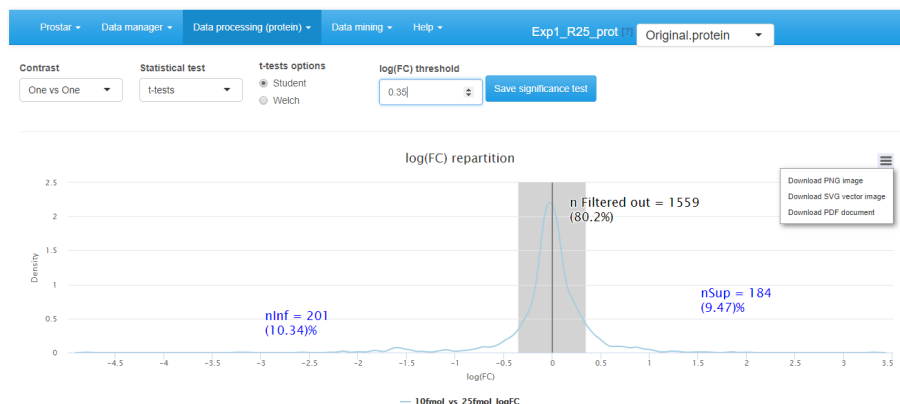 Prostar Data manager Data processing (protein) Data mining Help Exp1_R25_prot [?] Original.protein
Contrast Statistical test t-tests options log(FC) threshold
One vs One t-tests Student 0.35 Save significance test
Welch
log(FC) repartition
Download PNG image
Download SVG vector image
Download PDF document
2.5
n Filtered out = 1559
(80.2%)
2
1.5
Density
1
nSup = 184
(9.47)%
nInf = 201
(10.34)%
0.5
0
-4.5 -4 -3.5 -3 -2.5 -2 -1.5 -1 -0.5 0 0.5 1 1.5 2 2.5 3 3.5
log(FC)
10fmol_vs_25fmol_logFC